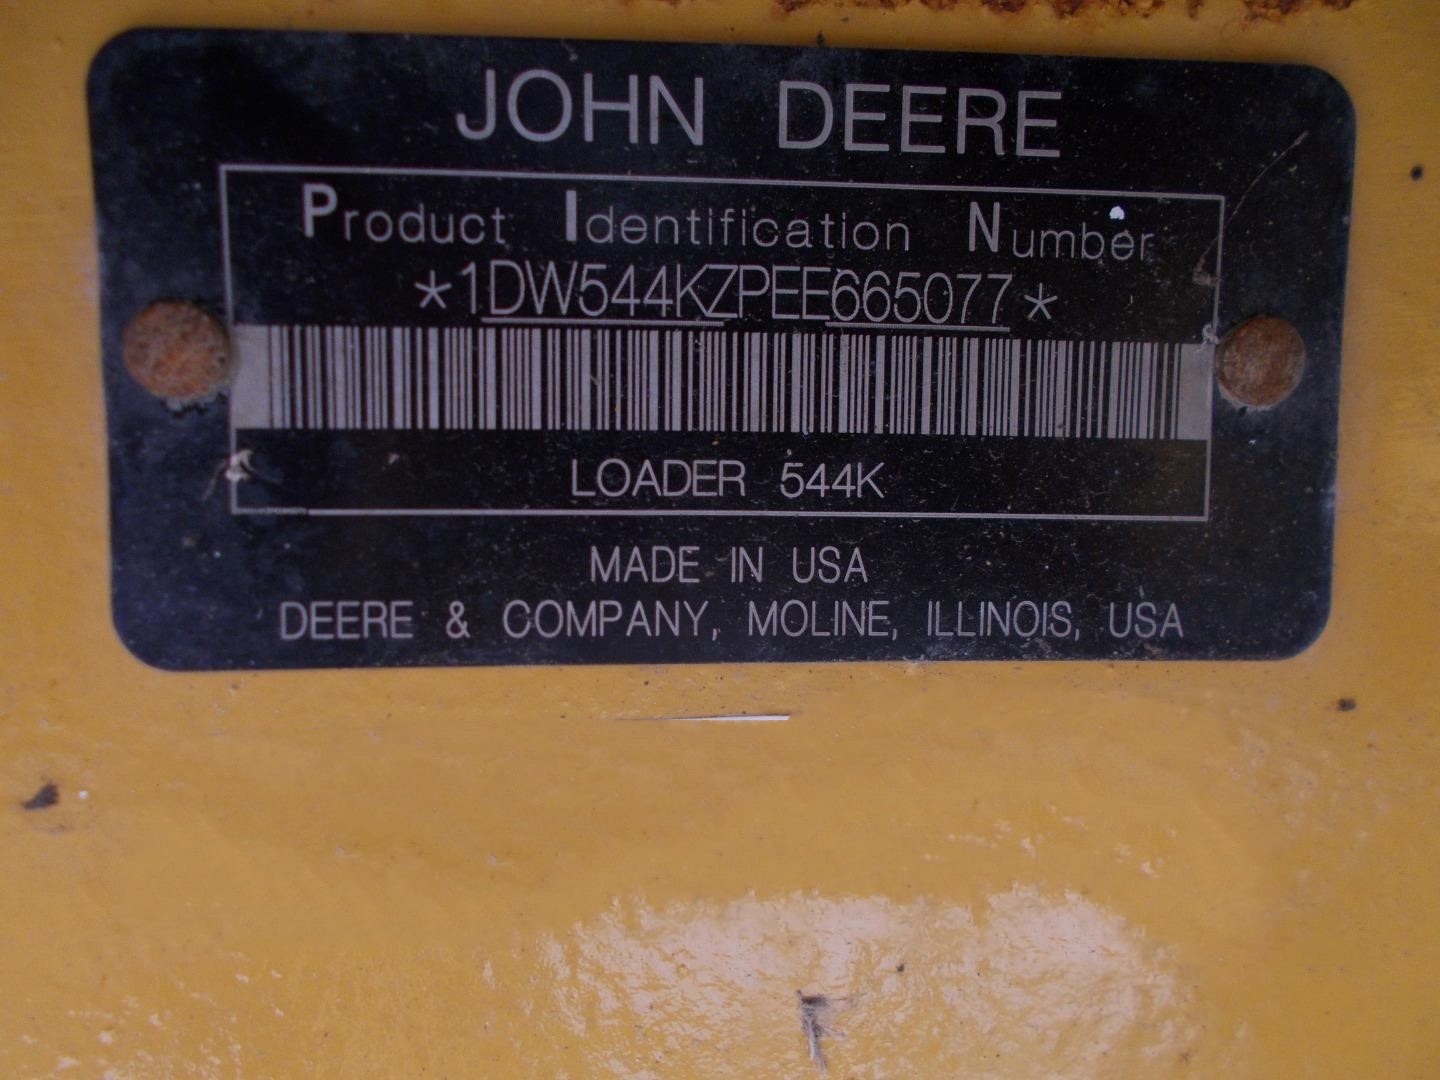 JOHN DEERE
Product Identification Number
*1DW544KZPEE665077*
LOADER 544K
MADE IN USA
DEERE & COMPANY, MOLINE, ILLINOIS, USA